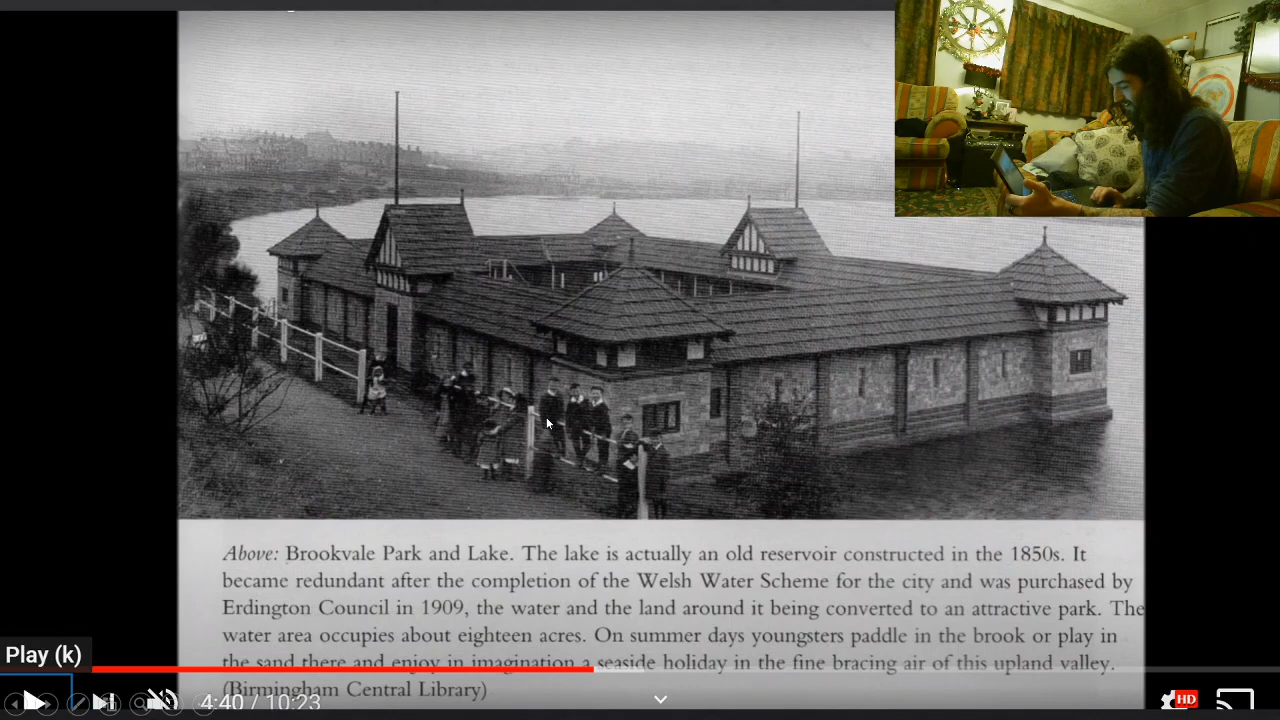 Above: Brookvale Park and Lake. The lake is actually an old reservoir constructed in the 1850s. It
became redundant after the completion of the Welsh Water Scheme for the city and was purchased by
Erdington Council in 1909, the water and the land around it being converted to an attractive park. The
water area occupies about eighteen acres. On summer days youngsters paddle in the brook or play in
the sand there and enjoy in imagination a seaside holiday in the fine bracing air of this upland valley.
(Birmingham Central Library)
Play (k)
4:40 / 10:23
HD